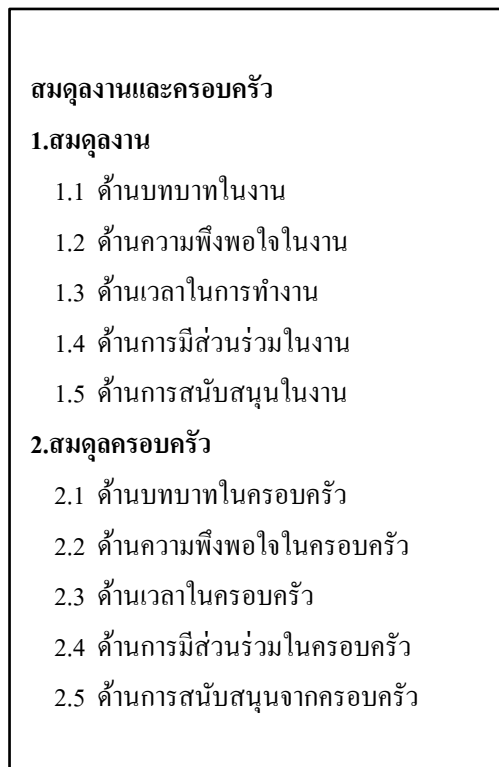 สมดุลงานและครอบครัว
1.สมดุลงาน
1.1 ด้านบทบาทในงาน
1.2 ด้านความพึงพอใจในงาน
1.3 ด้านเวลาในการทำงาน
1.4 ด้านการมีส่วนร่วมในงาน
1.5 ด้านการสนับสนุนในงาน
2.สมดุลครอบครัว
2.1 ด้านบทบาทในครอบครัว
2.2 ด้านความพึงพอใจในครอบครัว
2.3 ด้านเวลาในครอบครัว
2.4 ด้านการมีส่วนร่วมในครอบครัว
2.5 ด้านการสนับสนุนจากครอบครัว